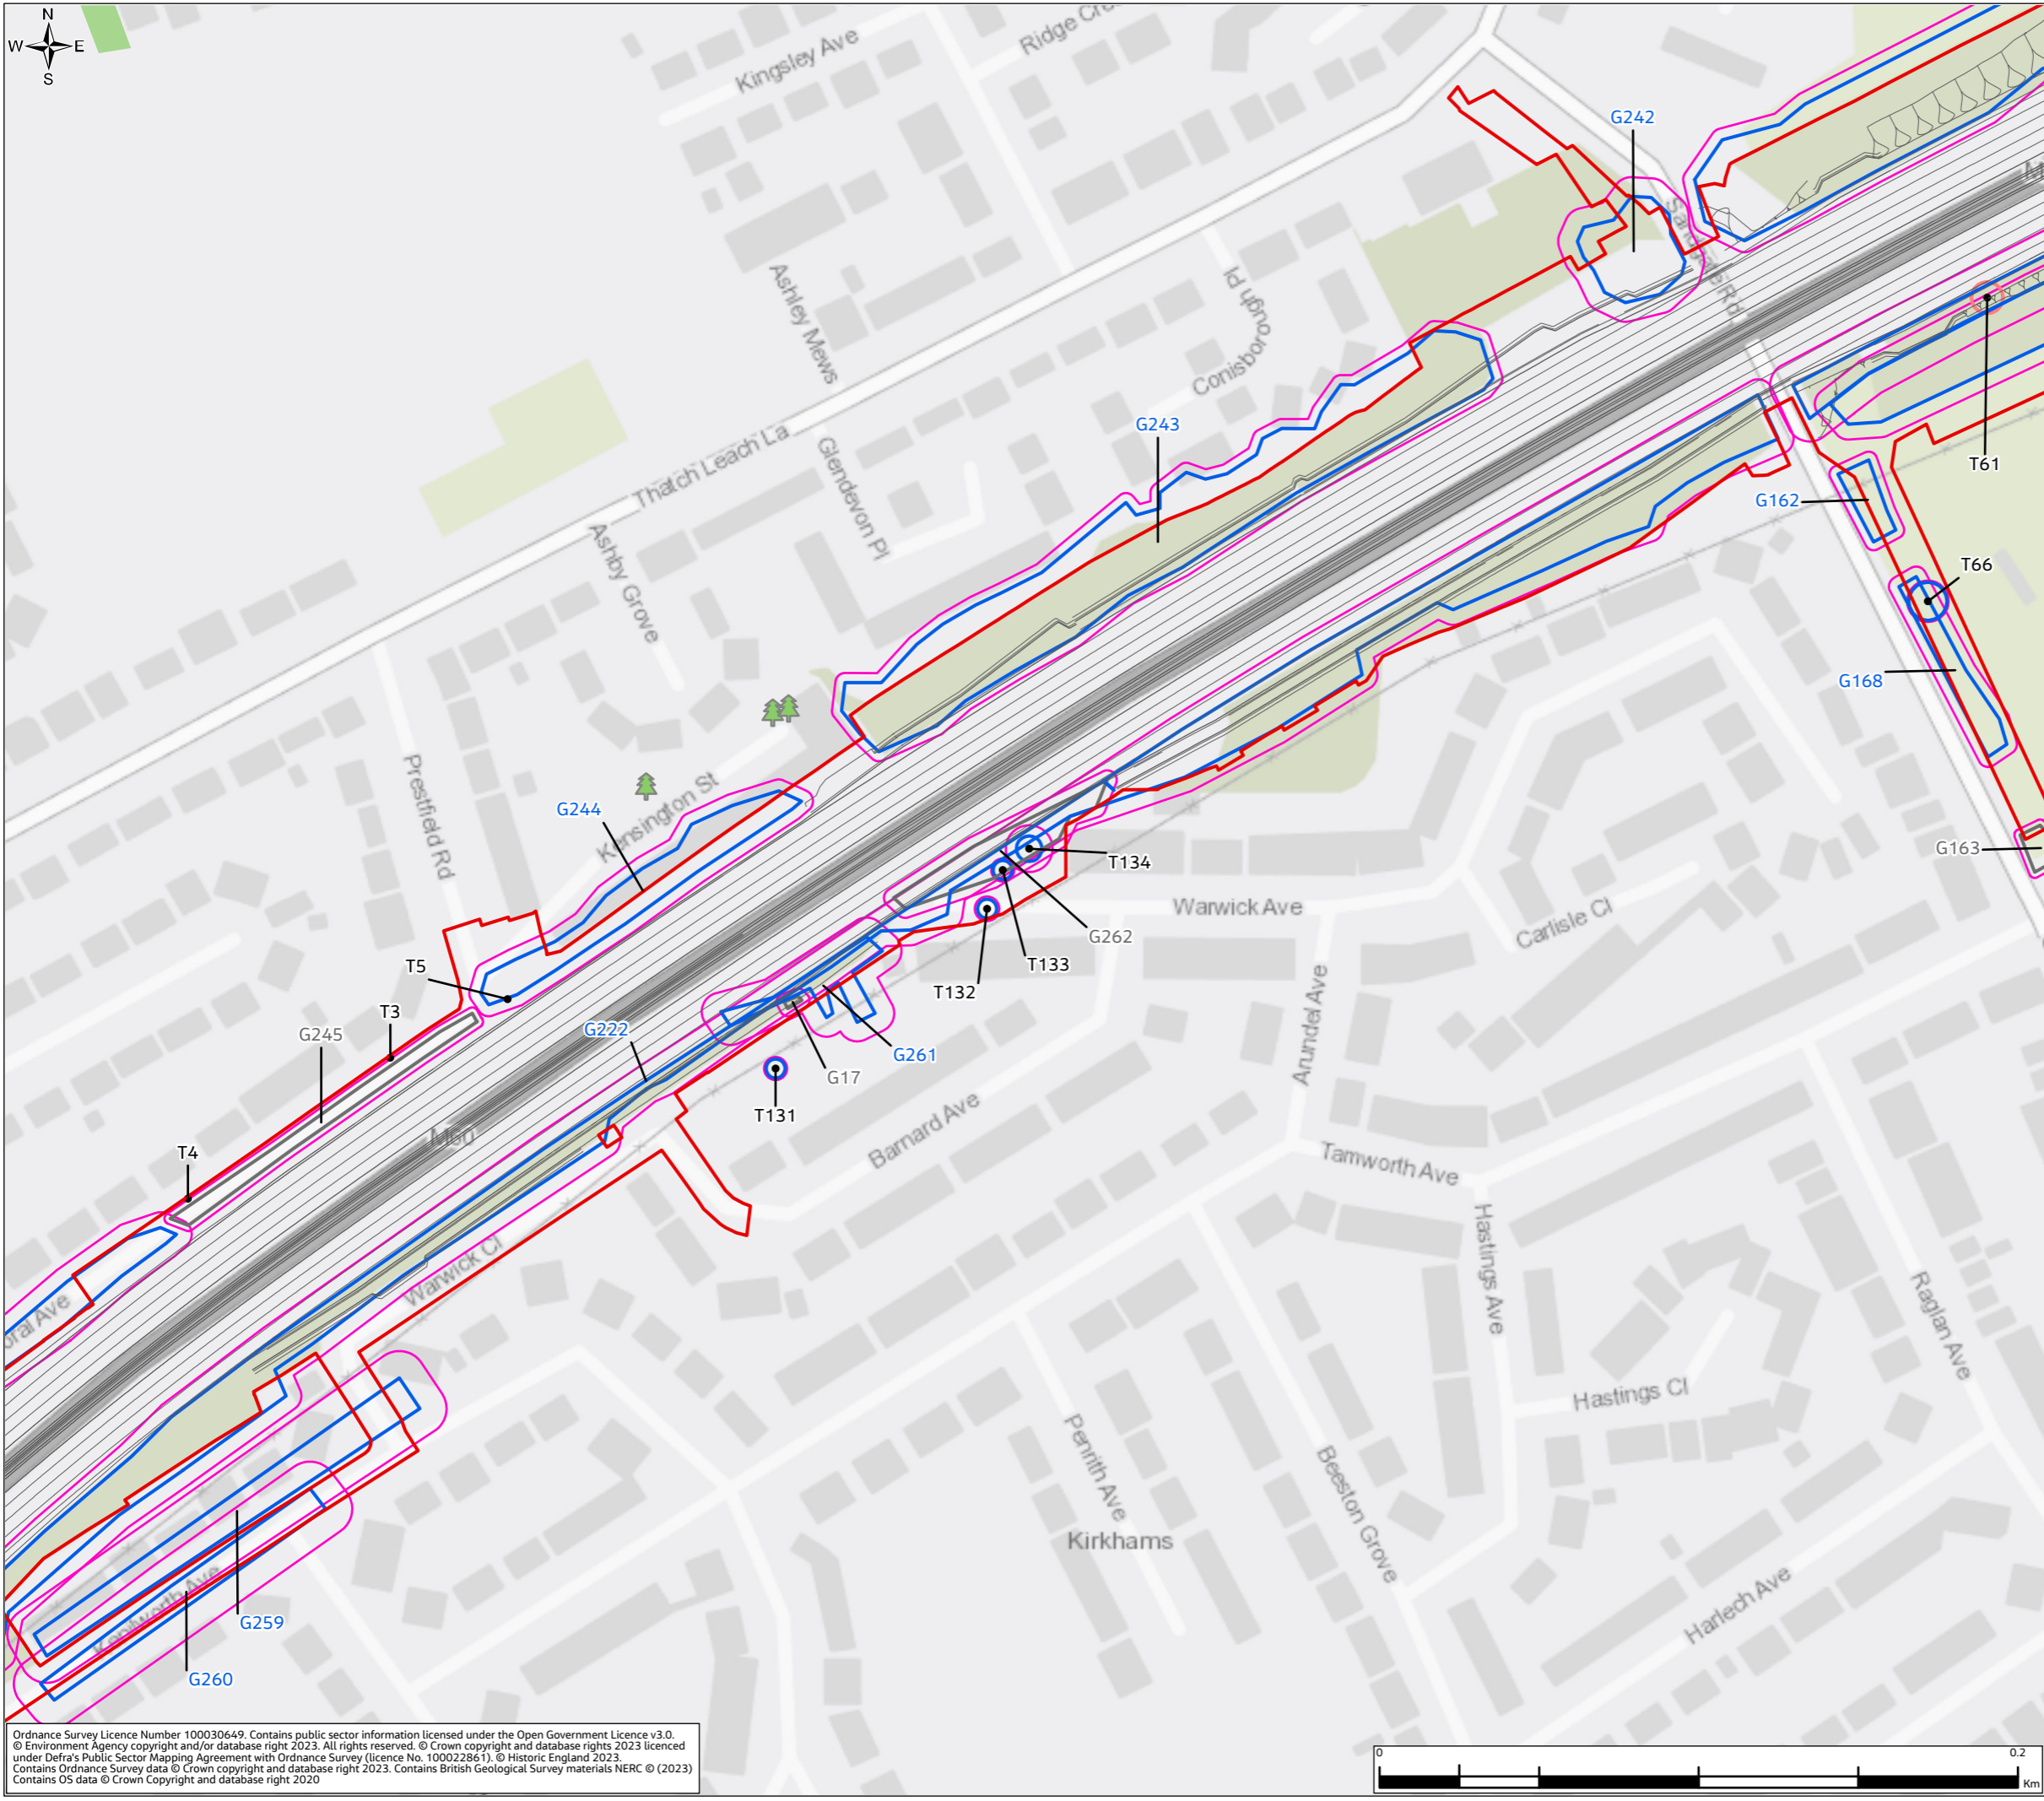 N
W E
S
Kingsley Ave
Ridge Cre
G242
Sandgate Rd
M
Ashley Mews
Conisborough Pl
T61
G243
Thatch Leach La
Glendevon Pl
G162
Ashby Grove
T66
G168
Prestfield Rd
Kensington St
G244
G163
T134
Warwick Ave
Carlisle Cl
G262
T133
T132
T5
T3
G245
G222
G261
G17
T131
Arundel Ave
Barnard Ave
M60
T4
Tamworth Ave
Warwick Cl
Hastings Ave
oral Ave
Raglan Ave
Hastings Cl
Penrith Ave
Beeston Grove
Kirkhams
Kenilworth Ave
Harlech Ave
G259
G260
Ordnance Survey Licence Number 100030649. Contains public sector information licensed under the Open Government Licence v3.0.
© Environment Agency copyright and/or database right 2023. All rights reserved. © Crown copyright and database rights 2023 licenced
under Defra's Public Sector Mapping Agreement with Ordnance Survey (licence No. 100022861). © Historic England 2023.
Contains Ordnance Survey data © Crown copyright and database right 2023. Contains British Geological Survey materials NERC © (2023)
Contains OS data © Crown Copyright and database right 2020
0 0.2
Km